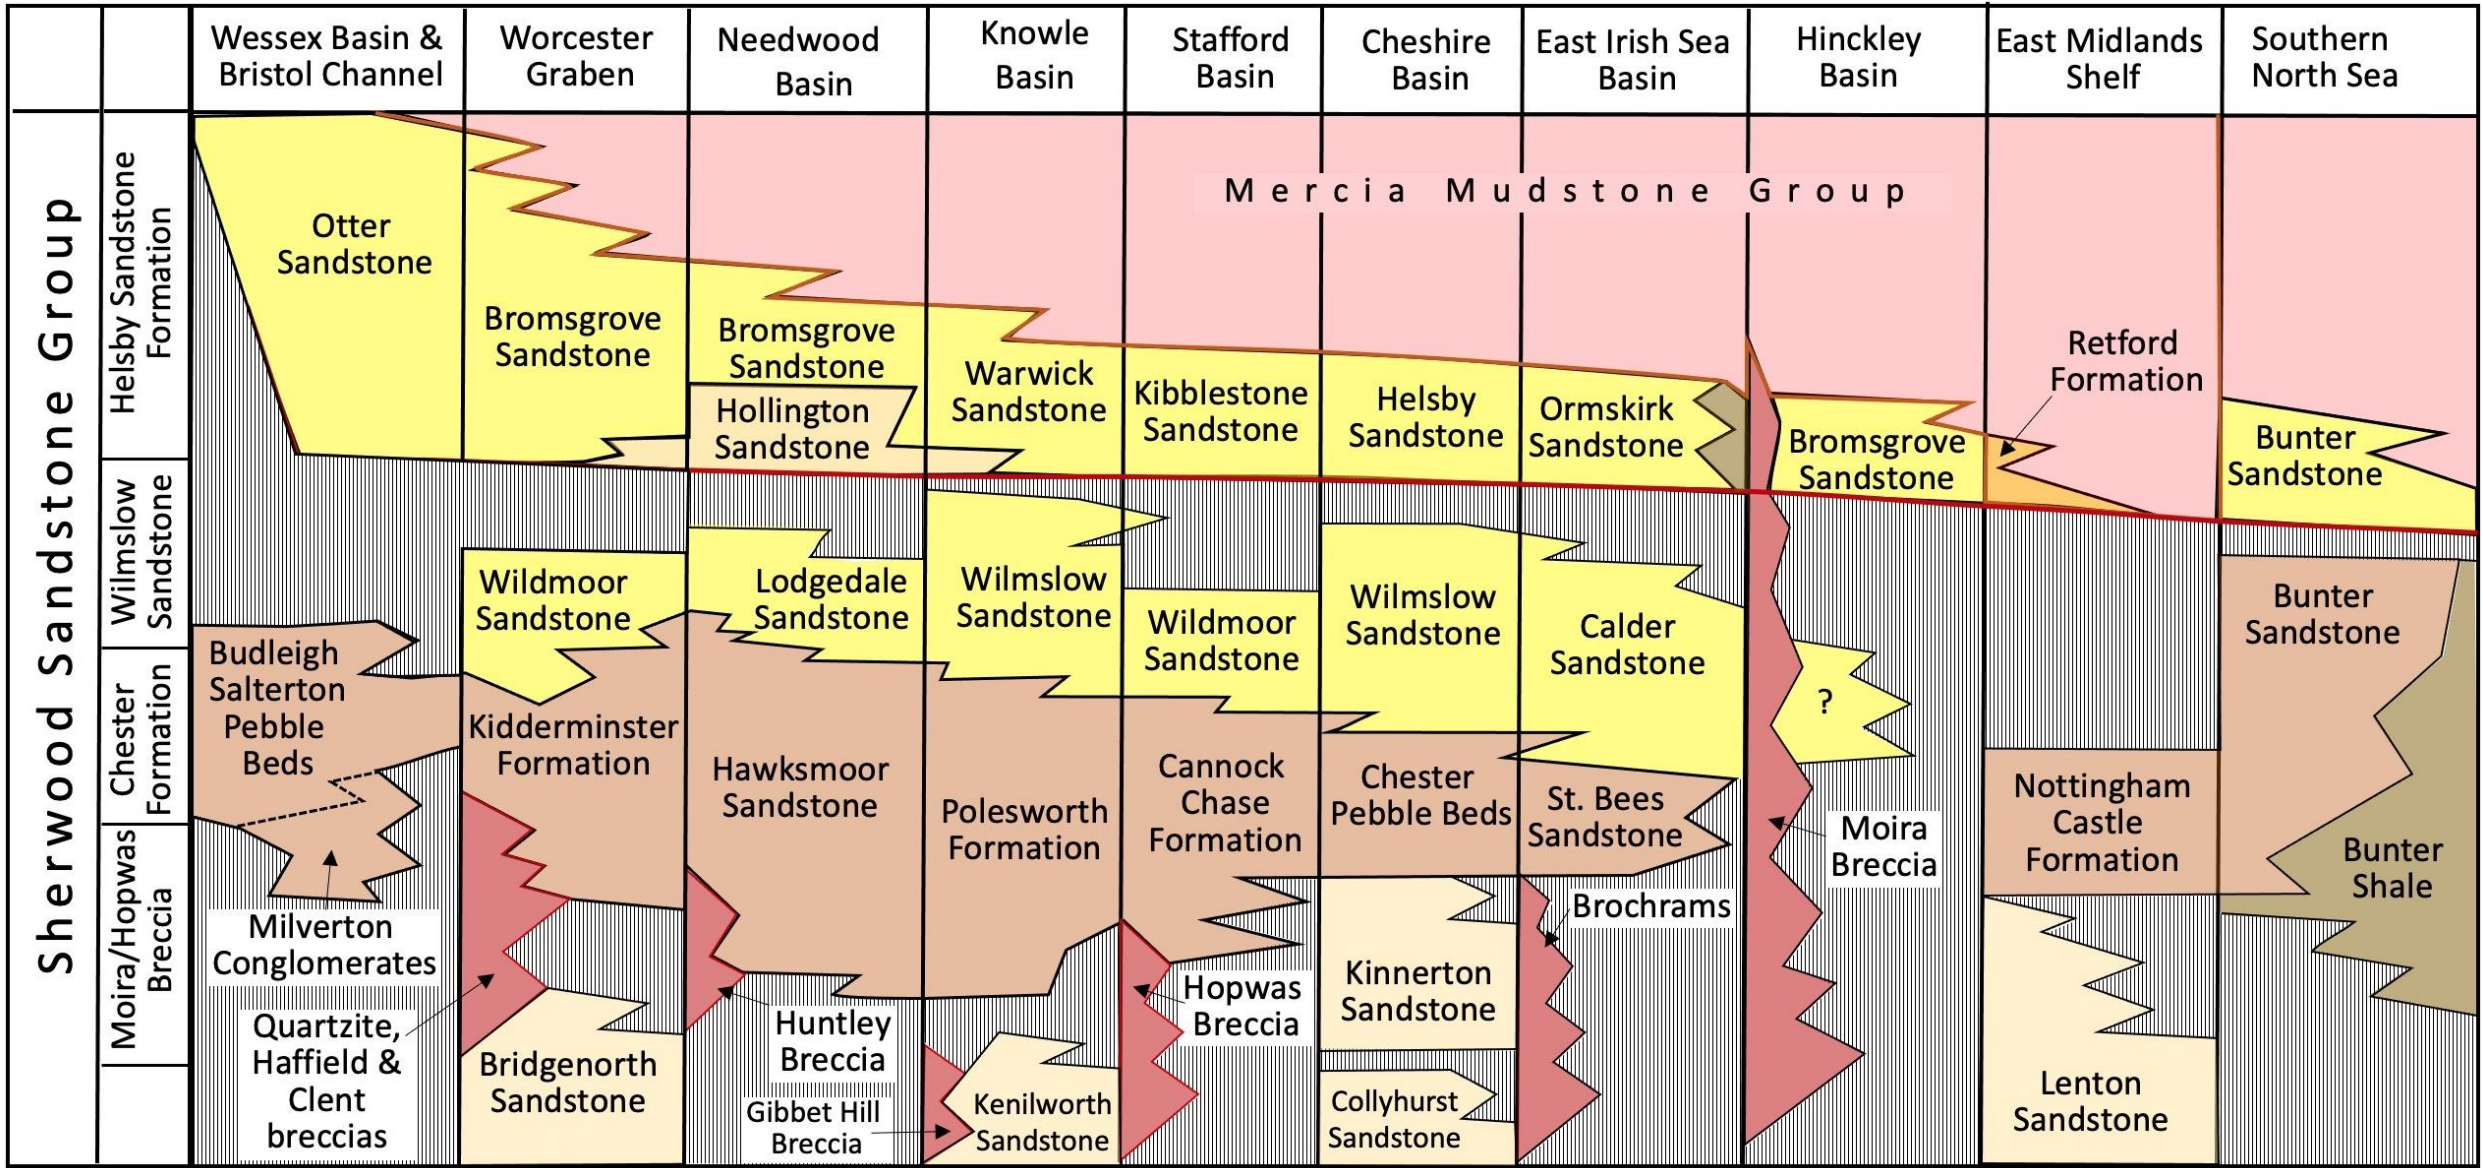 Wessex Basin &
Bristol Channel
Worcester
Graben
Needwood
Basin
Knowle
Basin
Stafford
Basin
Cheshire
Basin
East Irish Sea
Basin
Hinckley
Basin
East Midlands
Shelf
Southern
North Sea
Sherwood Sandstone Group
Helsby Sandstone
Formation
Wilmslow
Sandstone
Chester
Formation
Moira/Hopwas
Breccia
Mercia Mudstone Group
Otter
Sandstone
Bromsgrove
Sandstone
Bromsgrove
Sandstone
Hollington
Sandstone
Warwick
Sandstone
Kibblestone
Sandstone
Helsby
Sandstone
Ormskirk
Sandstone
Bromsgrove
Sandstone
Retford
Formation
Bunter
Sandstone
Wildmoor
Sandstone
Lodgedale
Sandstone
Wilmslow
Sandstone
Wildmoor
Sandstone
Wilmslow
Sandstone
Calder
Sandstone
?
Bunter
Sandstone
Budleigh
Salterton
Pebble
Beds
Kidderminster
Formation
Hawksmoor
Sandstone
Polesworth
Formation
Cannock
Chase
Formation
Chester
Pebble Beds
St. Bees
Sandstone
Moira
Breccia
Nottingham
Castle
Formation
Bunter
Shale
Milverton
Conglomerates
Quartzite,
Haffield &
Clent
breccias
Bridgenorth
Sandstone
Huntley
Breccia
Gibbet Hill
Breccia
Kenilworth
Sandstone
Hopwas
Breccia
Kinnerton
Sandstone
Collyhurst
Sandstone
Brochrams
Lenton
Sandstone